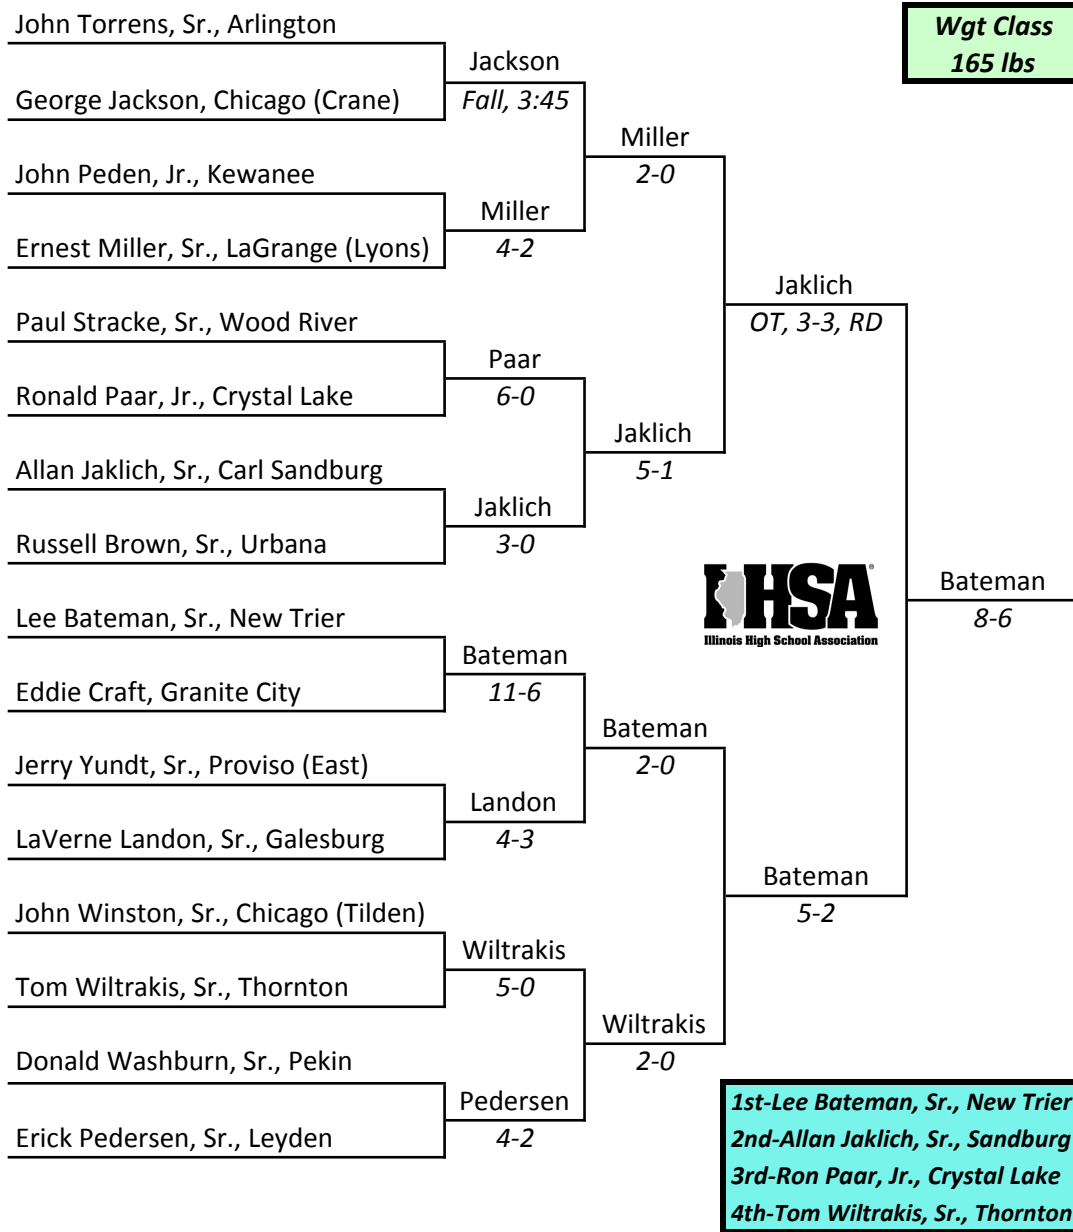 John Torrens, Sr., Arlington
Wgt Class
165 lbs
Jackson
George Jackson, Chicago (Crane)
Fall, 3:45
Miller
John Peden, Jr., Kewanee
2-0
Miller
Ernest Miller, Sr., LaGrange (Lyons)
4-2
Jaklich
Paul Stracke, Sr., Wood River
OT, 3-3, RD
Paar
Ronald Paar, Jr., Crystal Lake
6-0
Jaklich
Allan Jaklich, Sr., Carl Sandburg
5-1
Jaklich
Russell Brown, Sr., Urbana
3-0
IHSA®
Illinois High School Association
Bateman
8-6
Lee Bateman, Sr., New Trier
Bateman
Eddie Craft, Granite City
11-6
Bateman
Jerry Yundt, Sr., Proviso (East)
2-0
Landon
LaVerne Landon, Sr., Galesburg
4-3
Bateman
John Winston, Sr., Chicago (Tilden)
5-2
Wiltrakis
Tom Wiltrakis, Sr., Thornton
5-0
Wiltrakis
Donald Washburn, Sr., Pekin
2-0
Pedersen
Erick Pedersen, Sr., Leyden
4-2
1st-Lee Bateman, Sr., New Trier
2nd-Allan Jaklich, Sr., Sandburg
3rd-Ron Paar, Jr., Crystal Lake
4th-Tom Wiltrakis, Sr., Thornton